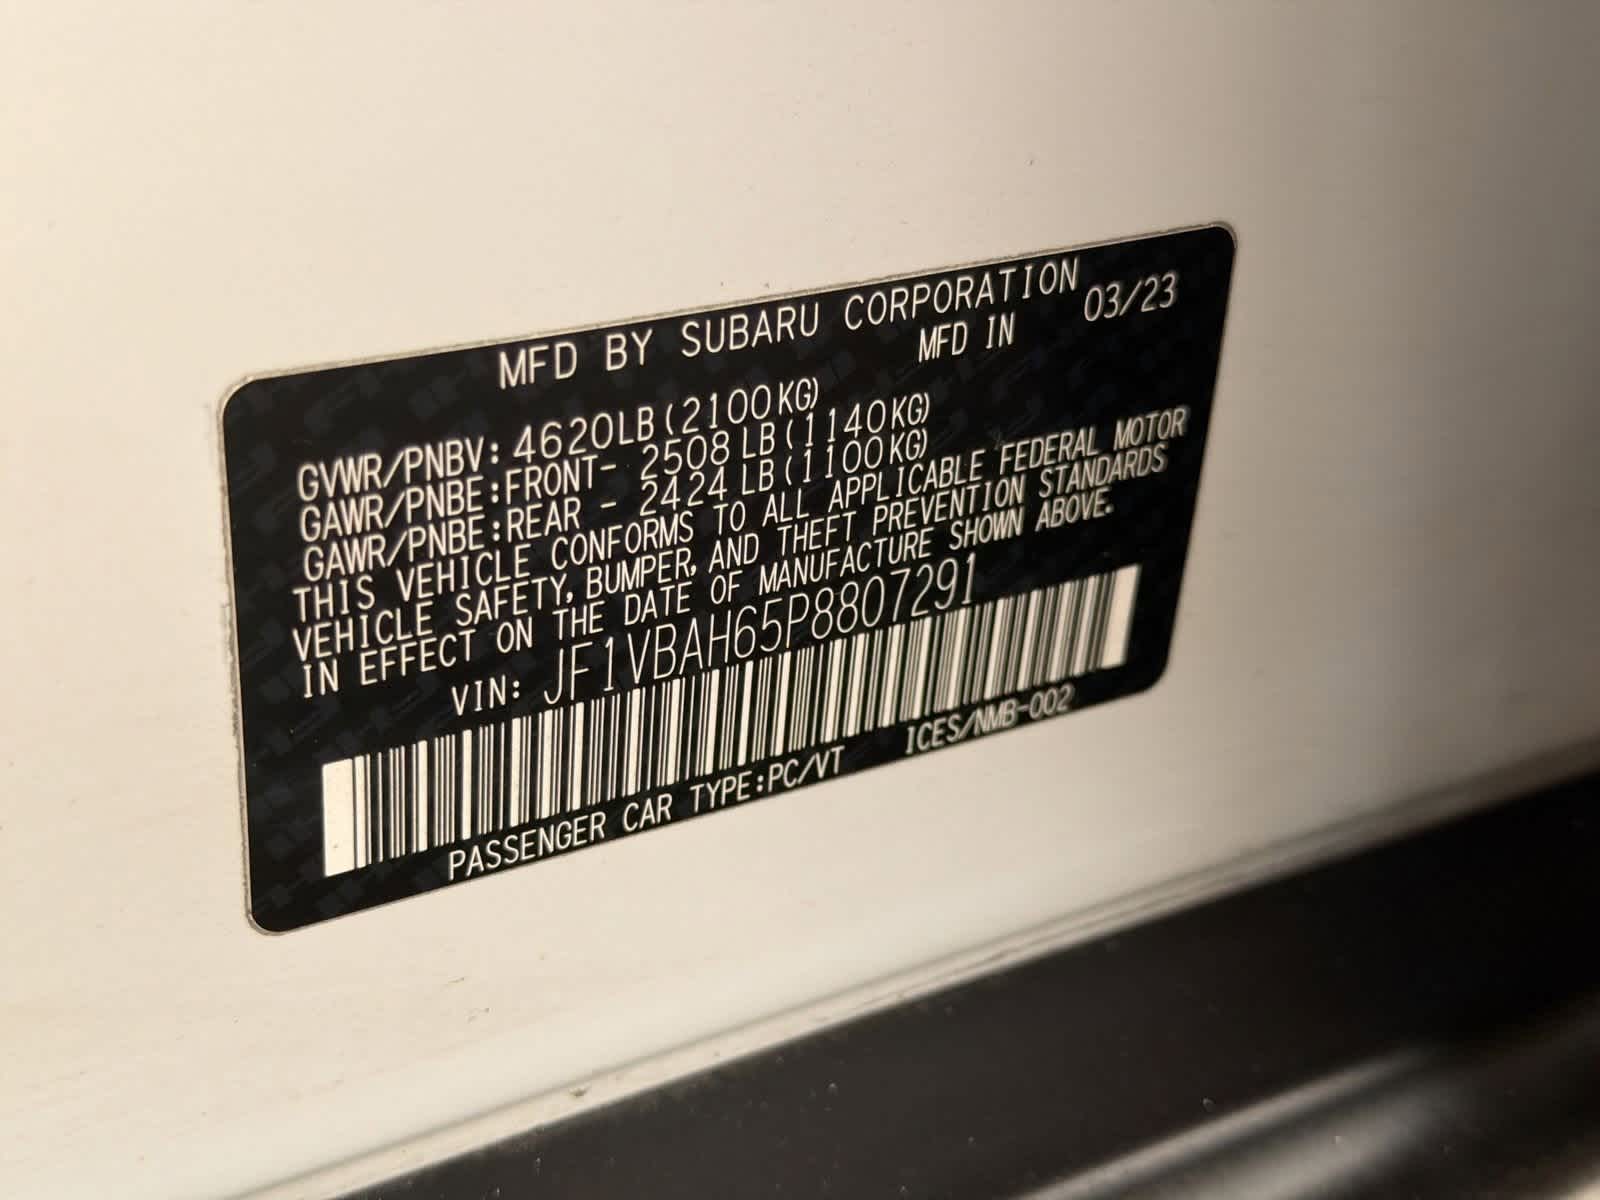 MFD BY SUBARU CORPORATION
MFD IN 03/23
GVWR/PNBV: 4620LB(2100KG)
GAWR/PNBE:FRONT- 2508 LB(1140KG)
GAWR/PNBE:REAR - 2424 LB(1100KG)
THIS VEHICLE CONFORMS TO ALL APPLICABLE FEDERAL MOTOR
VEHICLE SAFETY, BUMPER, AND THEFT PREVENTION STANDARDS
IN EFFECT ON THE DATE OF MANUFACTURE SHOWN ABOVE.
VIN: JF1VBAH65P8807291
PASSENGER CAR TYPE:PC/VT ICES/NMB-002